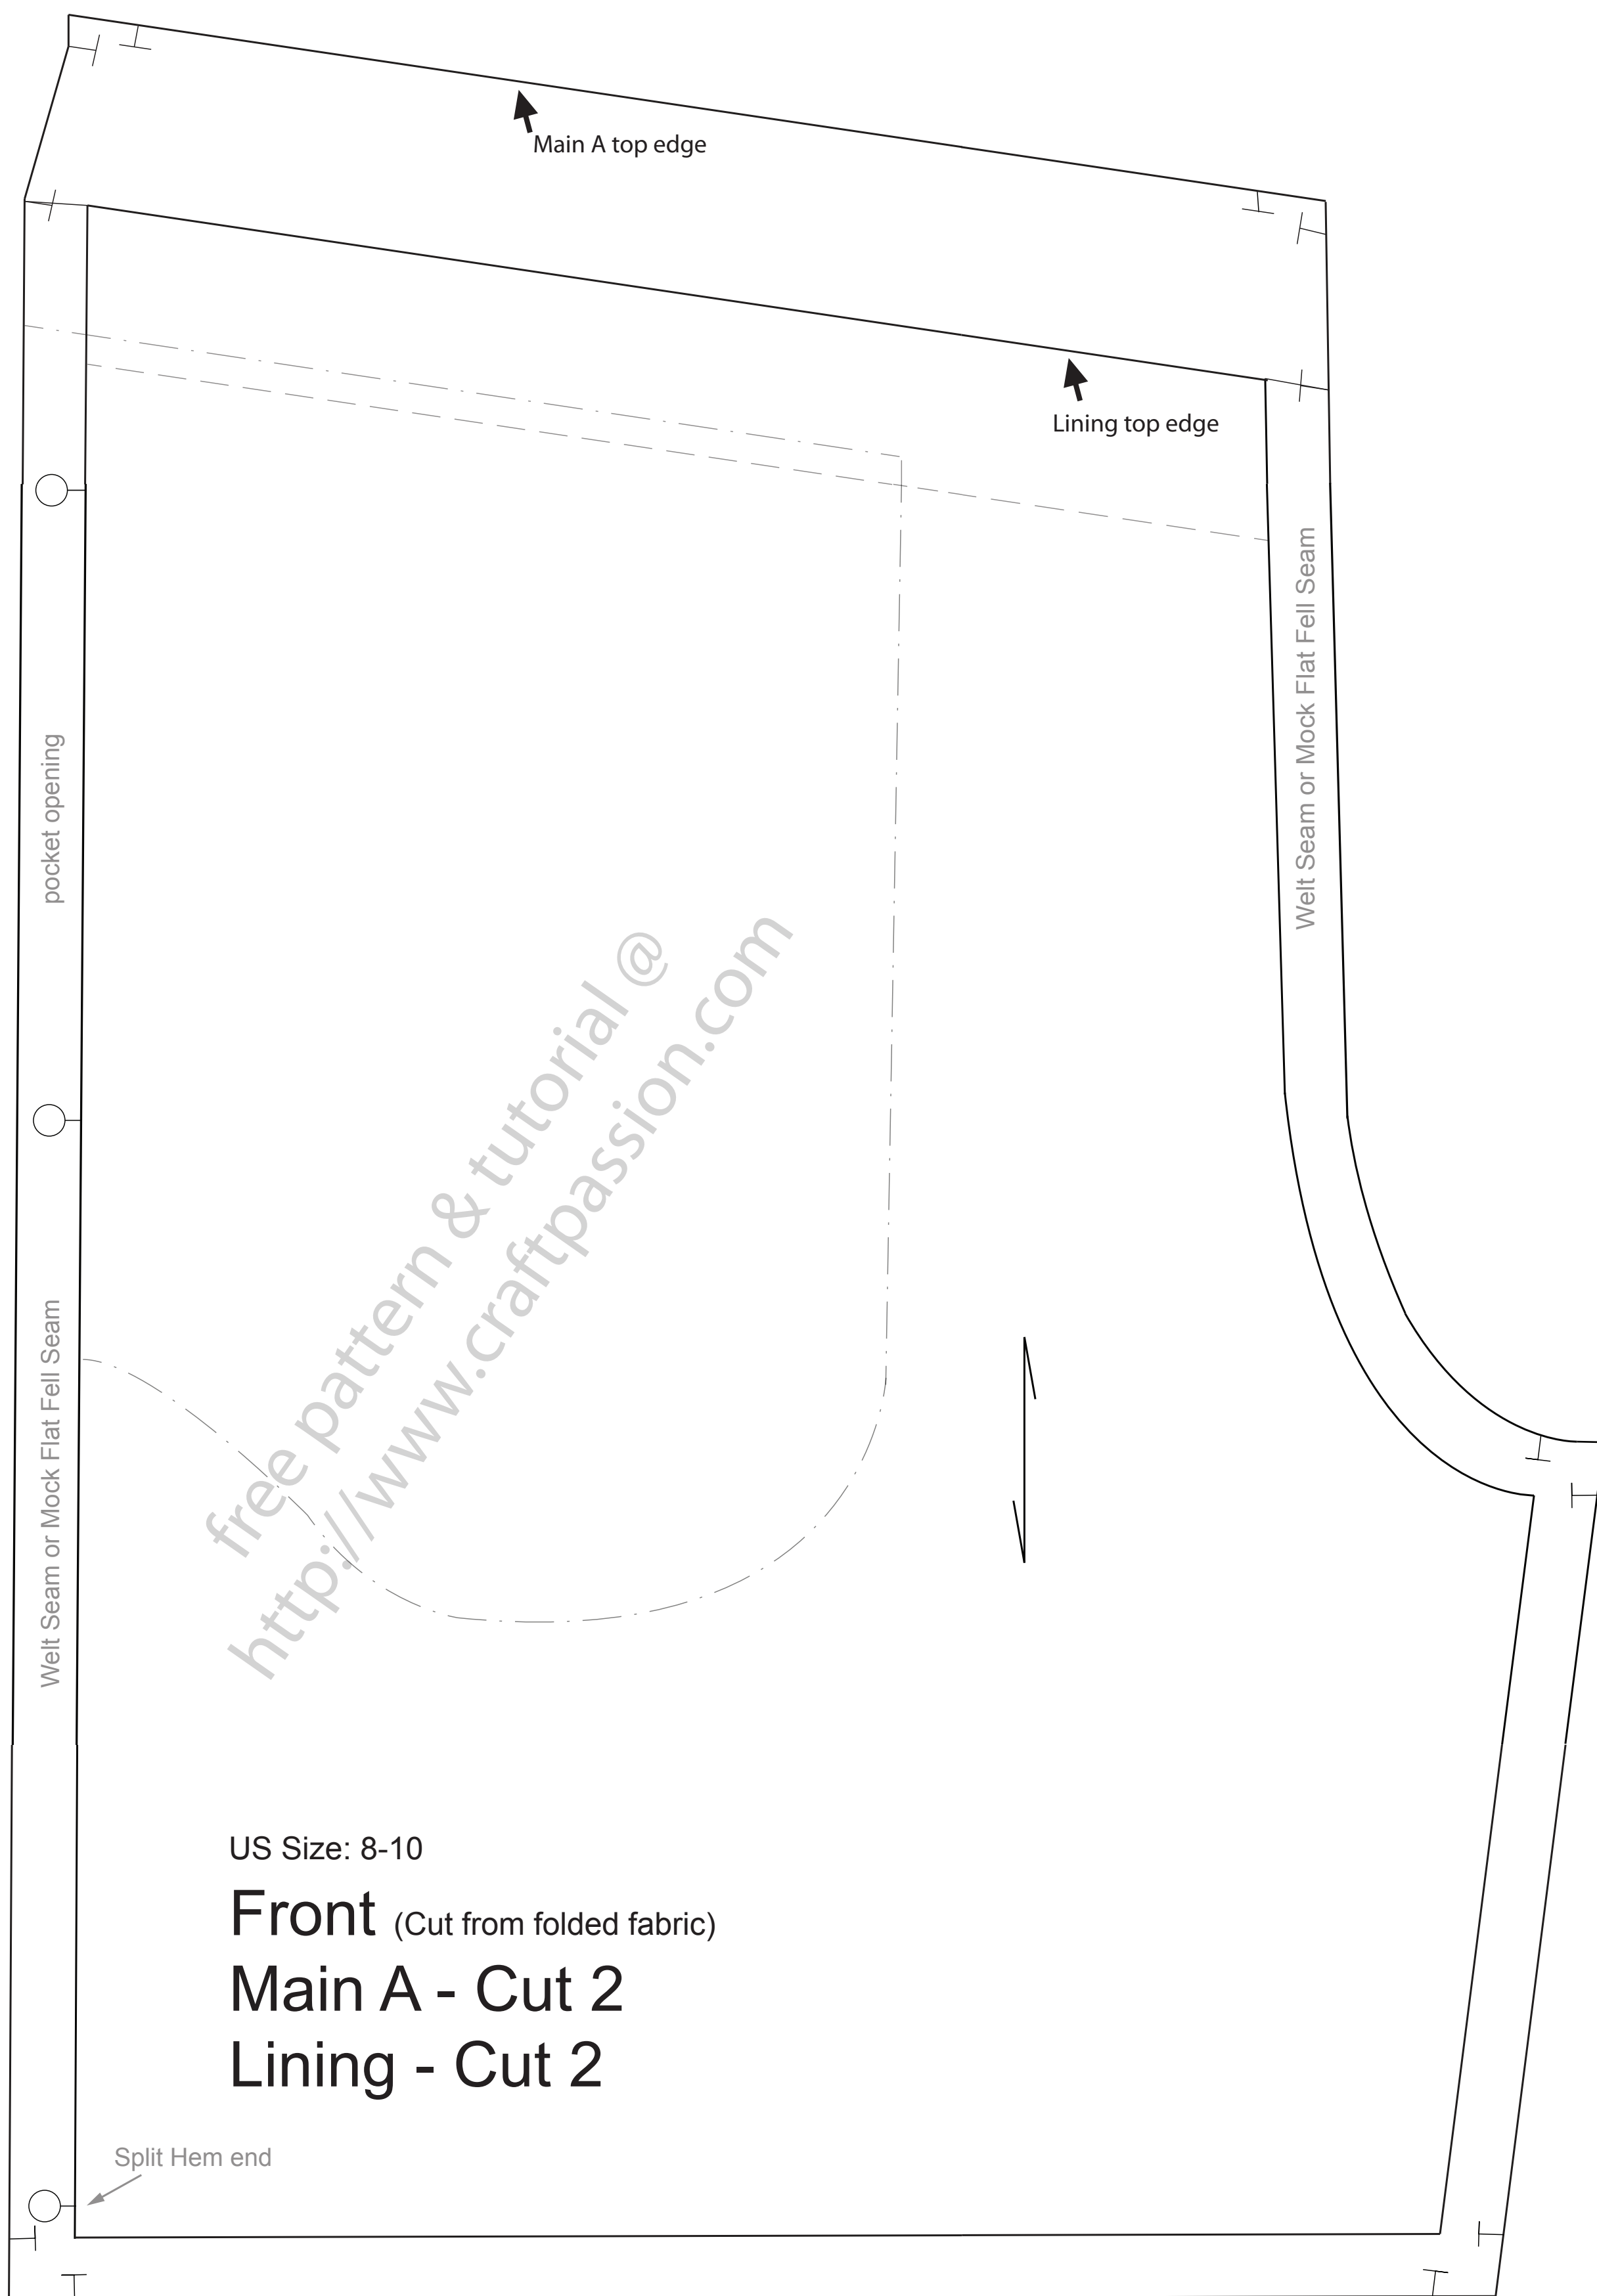 Main A top edge
Lining top edge
Welt Seam or Mock Flat Fell Seam
pocket opening
free pattern & tutorial @
http://www.craftpassion.com
Welt Seam or Mock Flat Fell Seam
US Size: 8-10
Front (Cut from folded fabric)
Main A - Cut 2
Lining - Cut 2
Split Hem end